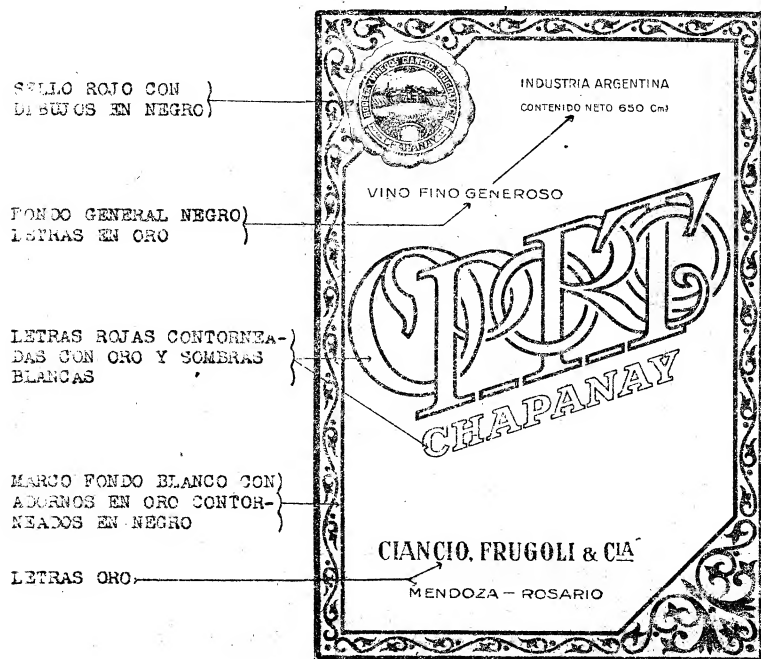 SELLO ROJO CON
DIBUJOS EN NEGRO
FONDO GENERAL NEGRO
LETRAS EN ORO
LETRAS ROJAS CONTORNEA-
DAS CON ORO Y SOMBRAS
BLANCAS
MARCO FONDO BLANCO CON
ADORNOS EN ORO CONTOR-
NEADOS EN NEGRO
LETRAS ORO
CHAPANAY
INDUSTRIA ARGENTINA
CONTENIDO NETO 650 Cm3
VINO FINO GENEROSO
OPORTO
CHAPANAY
CIANCIO, FRUGOLI & CIA
MENDOZA — ROSARIO